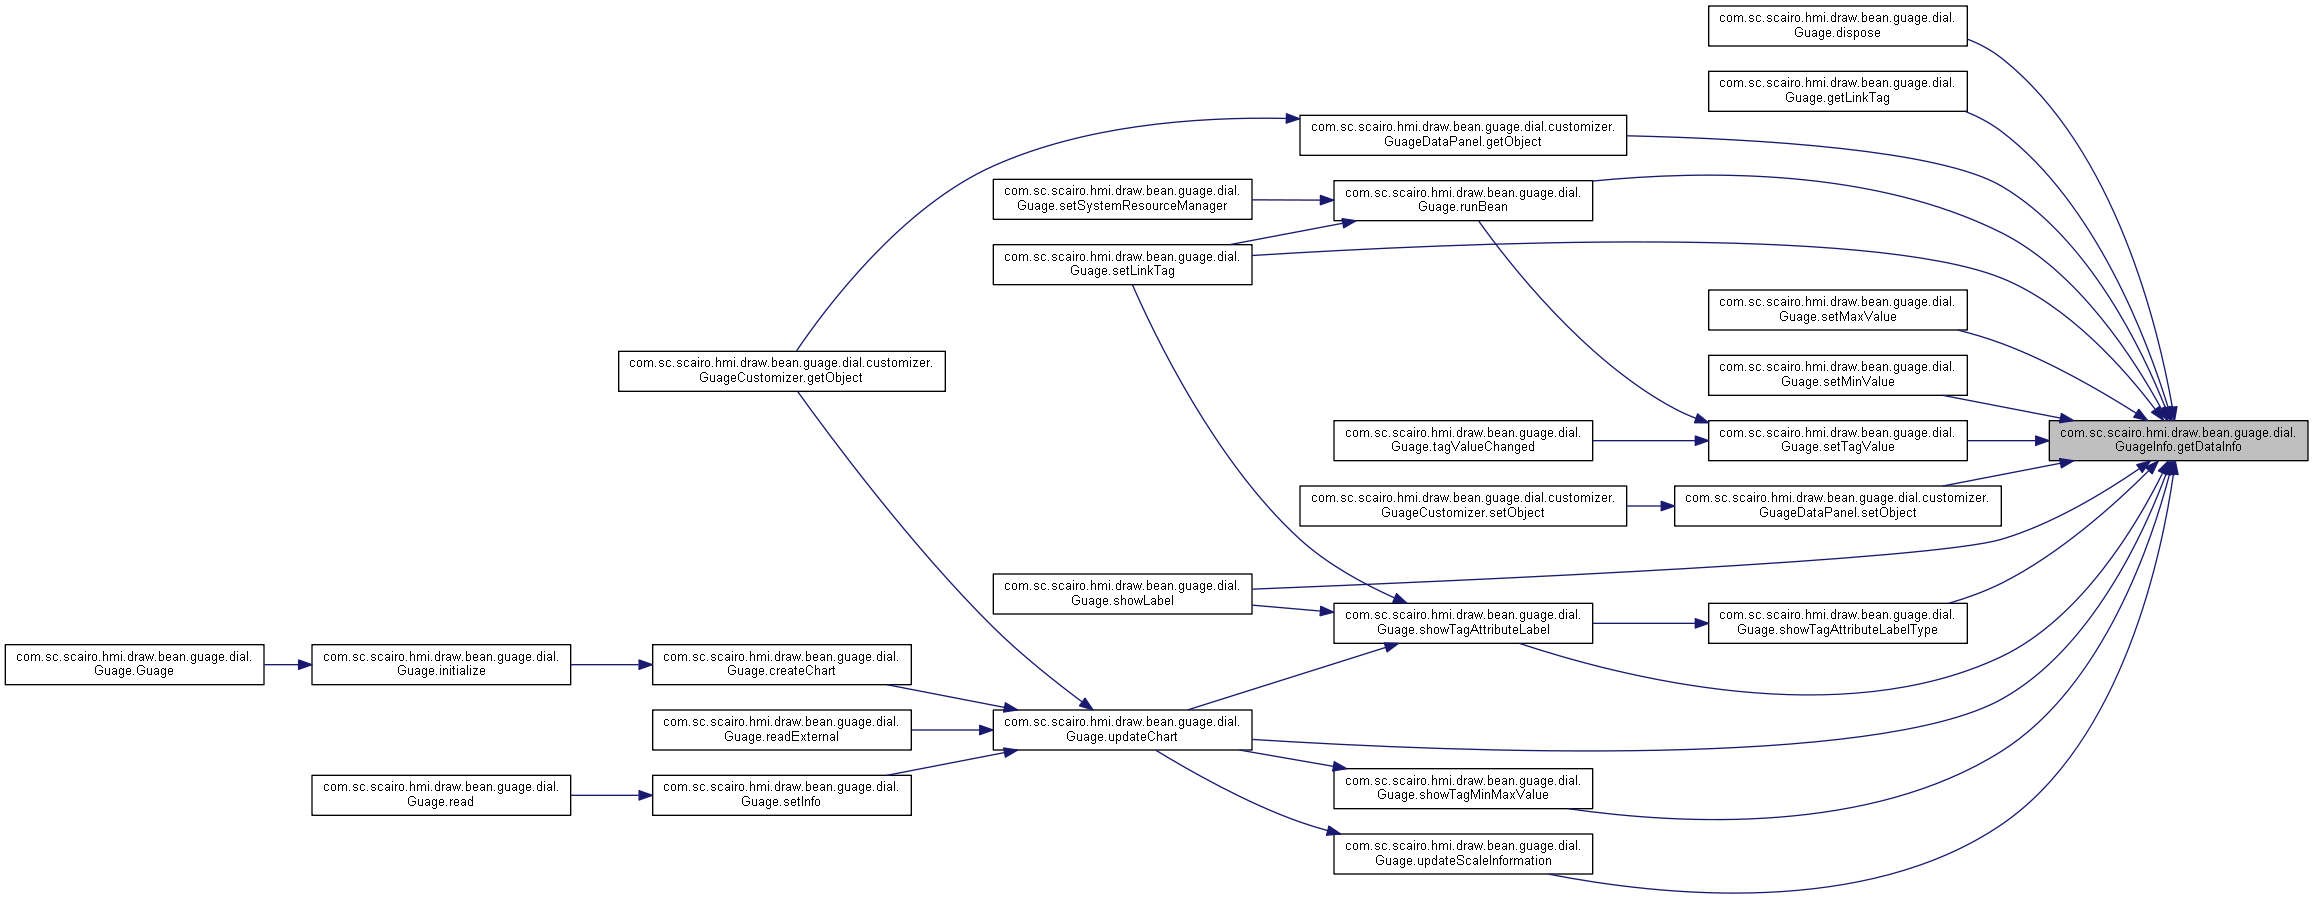 com.sc.scairo.hmi.draw.bean.guage.dial.
Guage.dispose
com.sc.scairo.hmi.draw.bean.guage.dial.
Guage.getLinkTag
com.sc.scairo.hmi.draw.bean.guage.dial.customizer.
GuageDataPanel.getObject
com.sc.scairo.hmi.draw.bean.guage.dial.
Guage.setSystemResourceManager
com.sc.scairo.hmi.draw.bean.guage.dial.
Guage.runBean
com.sc.scairo.hmi.draw.bean.guage.dial.
Guage.setLinkTag
com.sc.scairo.hmi.draw.bean.guage.dial.
Guage.setMaxValue
com.sc.scairo.hmi.draw.bean.guage.dial.customizer.
GuageCustomizer.getObject
com.sc.scairo.hmi.draw.bean.guage.dial.
Guage.setMinValue
com.sc.scairo.hmi.draw.bean.guage.dial.
Guage.tagValueChanged
com.sc.scairo.hmi.draw.bean.guage.dial.
Guage.setTagValue
com.sc.scairo.hmi.draw.bean.guage.dial.
GuageInfo.getDataInfo
com.sc.scairo.hmi.draw.bean.guage.dial.customizer.
GuageCustomizer.setObject
com.sc.scairo.hmi.draw.bean.guage.dial.customizer.
GuageDataPanel.setObject
com.sc.scairo.hmi.draw.bean.guage.dial.
Guage.showLabel
com.sc.scairo.hmi.draw.bean.guage.dial.
Guage.showTagAttributeLabel
com.sc.scairo.hmi.draw.bean.guage.dial.
Guage.showTagAttributeLabelType
com.sc.scairo.hmi.draw.bean.guage.dial.
Guage.Guage
com.sc.scairo.hmi.draw.bean.guage.dial.
Guage.initialize
com.sc.scairo.hmi.draw.bean.guage.dial.
Guage.createChart
com.sc.scairo.hmi.draw.bean.guage.dial.
Guage.readExternal
com.sc.scairo.hmi.draw.bean.guage.dial.
Guage.updateChart
com.sc.scairo.hmi.draw.bean.guage.dial.
Guage.read
com.sc.scairo.hmi.draw.bean.guage.dial.
Guage.setInfo
com.sc.scairo.hmi.draw.bean.guage.dial.
Guage.showTagMinMaxValue
com.sc.scairo.hmi.draw.bean.guage.dial.
Guage.updateScaleInformation